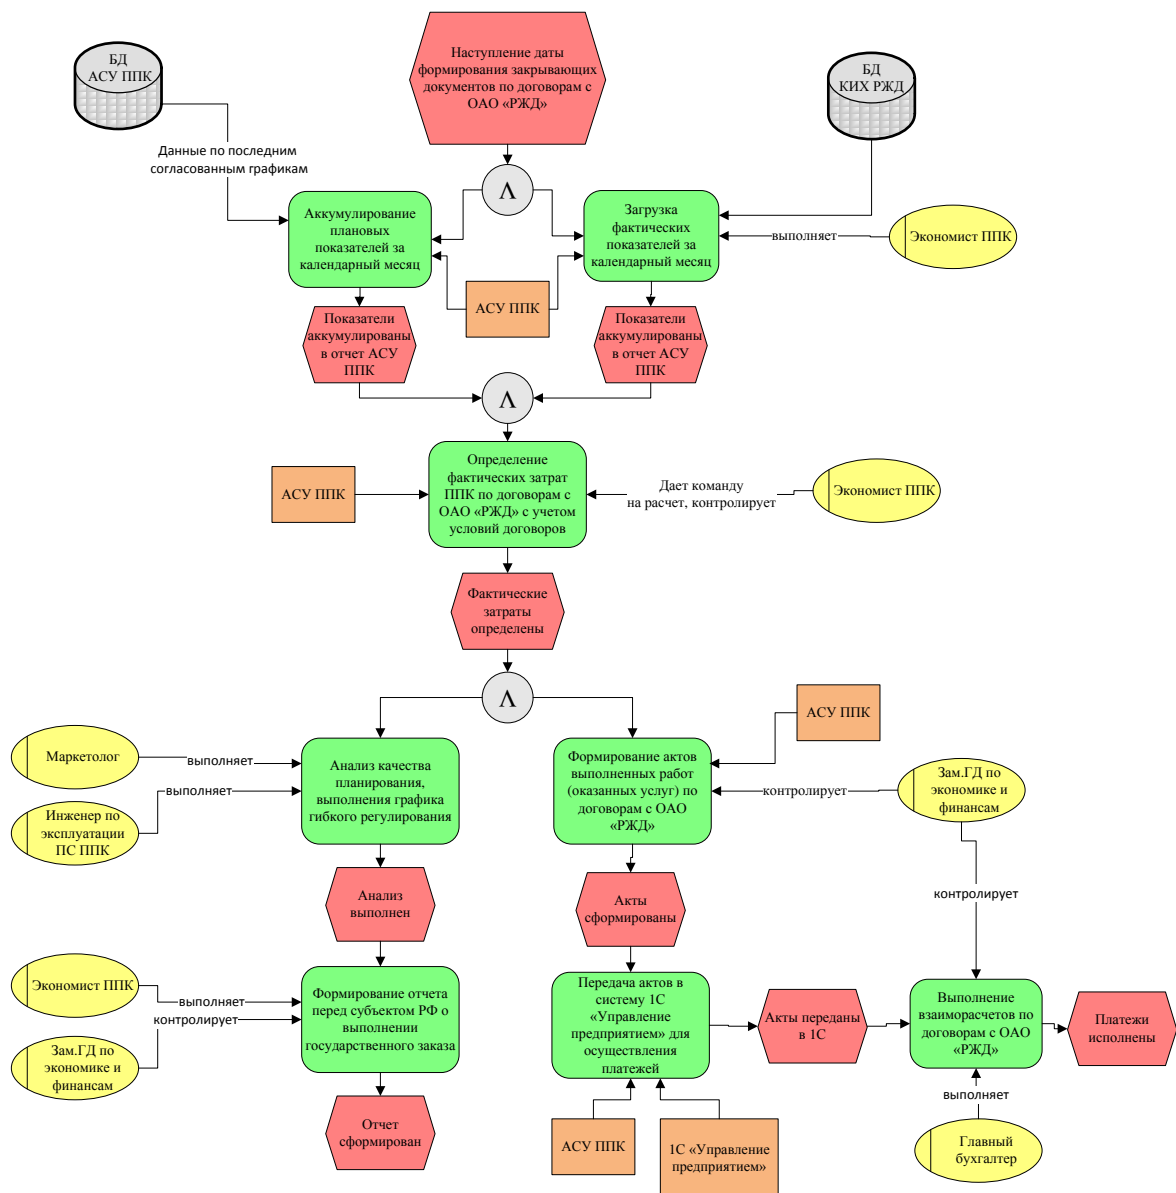 БД
АСУ ППК
Наступление даты
формирования закрывающих
документов по договорам с
ОАО «РЖД»
БД
КИХ РЖД
Данные по последним
согласованным графикам
Λ
Аккумулирование
плановых
показателей за
календарный месяц
Загрузка
фактических
показателей за
календарный месяц
выполняет
Экономист ППК
АСУ ППК
Показатели
аккумулированы
в отчет АСУ
ППК
Показатели
аккумулированы
в отчет АСУ
ППК
Λ
АСУ ППК
Определение
фактических затрат
ППК по договорам с
ОАО «РЖД» с учетом
условий договоров
Дает команду
на расчет, контролирует
Экономист ППК
Фактические
затраты
определены
Λ
АСУ ППК
Маркетолог
выполняет
Инженер по
эксплуатации
ПС ППК
выполняет
Анализ качества
планирования,
выполнения графика
гибкого регулирования
Формирование актов
выполненных работ
(оказанных услуг) по
договорам с ОАО
«РЖД»
контролирует
Зам.ГД по
экономике и
финансам
контролирует
Анализ
выполнен
Акты
сформированы
Экономист ППК
выполняет
контролирует
Зам.ГД по
экономике и
финансам
Формирование отчета
перед субъектом РФ о
выполнении
государственного заказа
Передача актов в
систему 1С
«Управление
предприятием» для
осуществления
платежей
Акты переданы
в 1С
Выполнение
взаиморасчетов по
договорам с ОАО
«РЖД»
Платежи
исполнены
выполняет
Отчет
сформирован
АСУ ППК
1С «Управление
предприятием»
Главный
бухгалтер